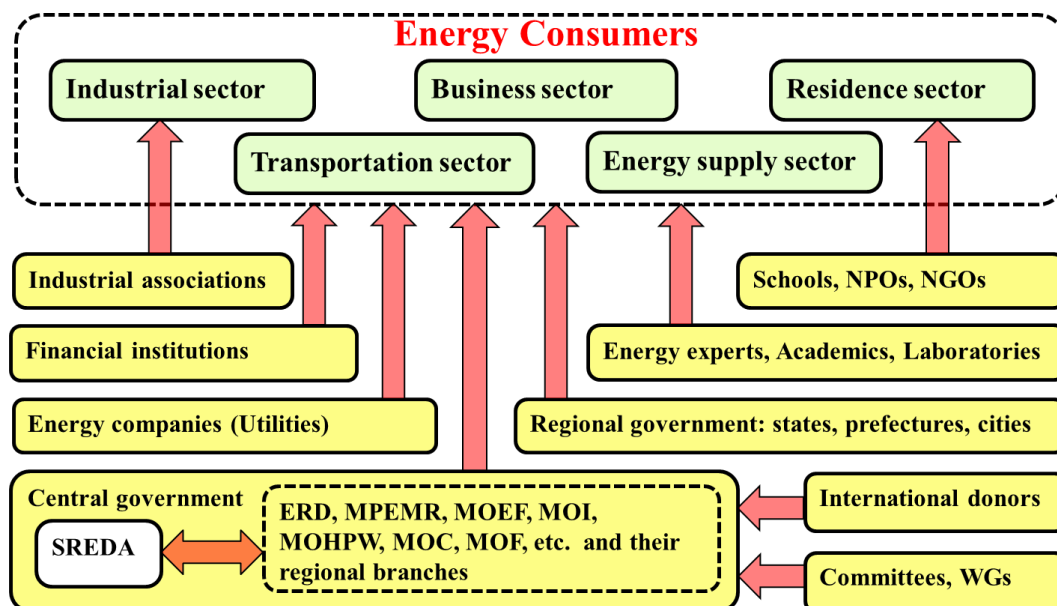 Energy Consumers
Industrial sector
Business sector
Residence sector
Transportation sector
Energy supply sector
Industrial associations
Schools, NPOs, NGOs
Financial institutions
Energy experts, Academics, Laboratories
Energy companies (Utilities)
Regional government: states, prefectures, cities
Central government
SREDA
ERD, MPEMR, MOEF, MOI,
MOHPW, MOC, MOF, etc. and their
regional branches
International donors
Committees, WGs